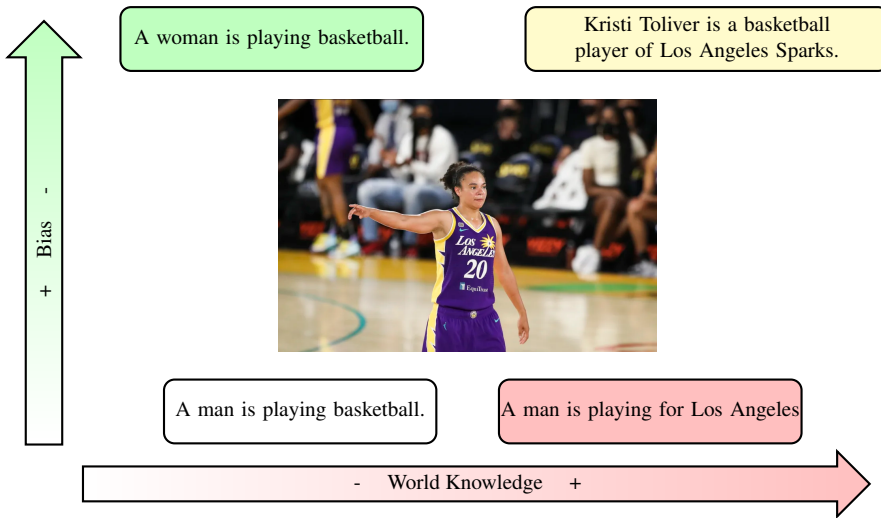 A woman is playing basketball.
Kristi Toliver is a basketball
player of Los Angeles Sparks.
+ Bias -
LOS
ANGELES
20
EquiTrust
A man is playing basketball.
A man is playing for Los Angeles
- World Knowledge +